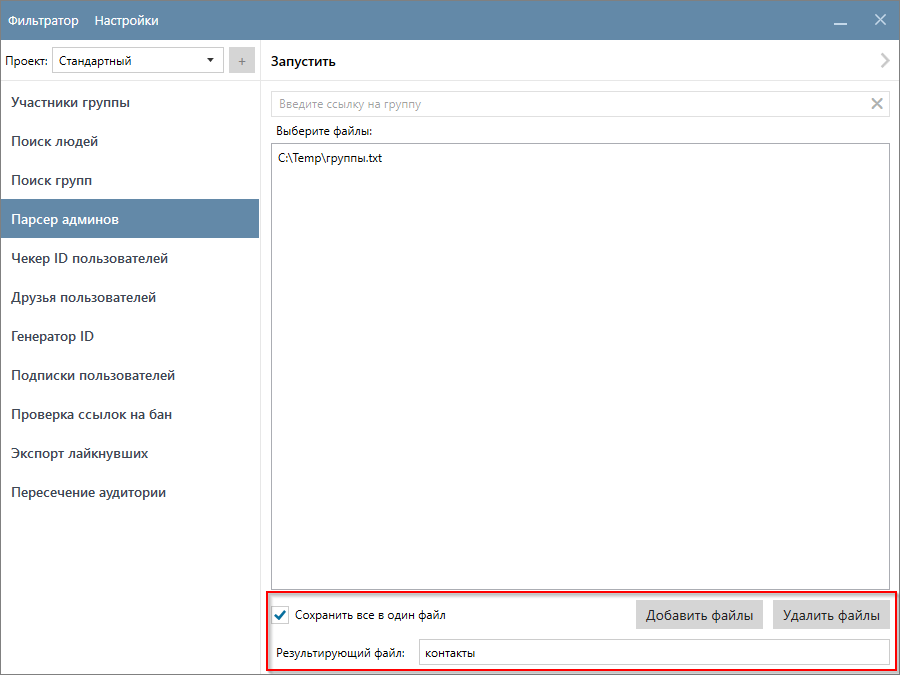 Фильтратор Настройки
Проект: Стандартный +
Запустить
Участники группы
Поиск людей
Поиск групп
Парсер админов
Чекер ID пользователей
Друзья пользователей
Генератор ID
Подписки пользователей
Проверка ссылок на бан
Экспорт лайкнувших
Пересечение аудитории
Введите ссылку на группу
Выберите файлы:
C:\Temp\группы.txt
Сохранить все в один файл
Добавить файлы
Удалить файлы
Результирующий файл: контакты